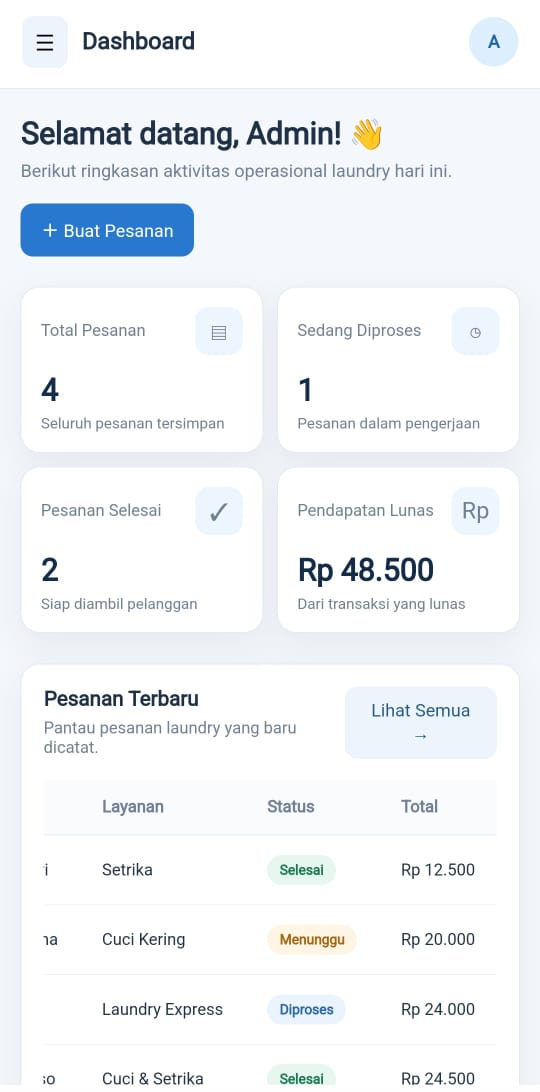 ☰ Dashboard A
Selamat datang, Admin! 👋
Berikut ringkasan aktivitas operasional laundry hari ini.
+ Buat Pesanan
Total Pesanan
4
Seluruh pesanan tersimpan
Sedang Diproses
1
Pesanan dalam pengerjaan
Pesanan Selesai ✓
2
Siap diambil pelanggan
Pendapatan Lunas Rp
Rp 48.500
Dari transaksi yang lunas
Pesanan Terbaru
Pantau pesanan laundry yang baru
dicatat.
Lihat Semua
→
Layanan Status Total
Setrika Selesai Rp 12.500
na Cuci Kering Menunggu Rp 20.000
Laundry Express Diproses Rp 24.000
so Cuci & Setrika Selesai Rp 24.500